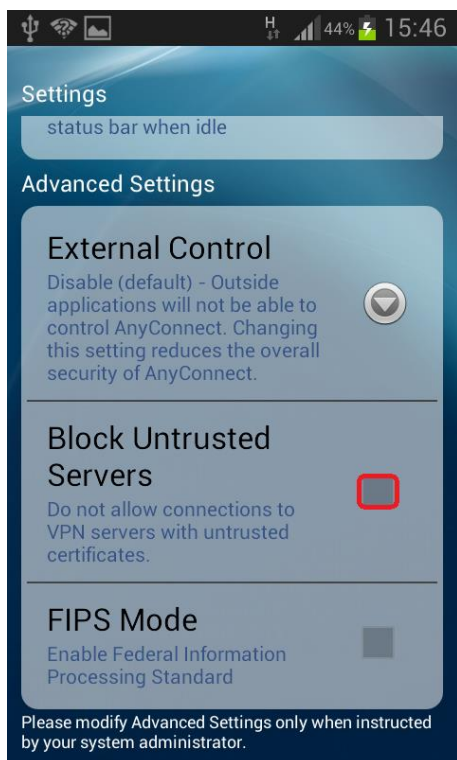 H 44% 15:46
Settings
status bar when idle
Advanced Settings
External Control
Disable (default) - Outside
applications will not be able to
control AnyConnect. Changing
this setting reduces the overall
security of AnyConnect.
Block Untrusted
Servers
Do not allow connections to
VPN servers with untrusted
certificates.
FIPS Mode
Enable Federal Information
Processing Standard
Please modify Advanced Settings only when instructed
by your system administrator.